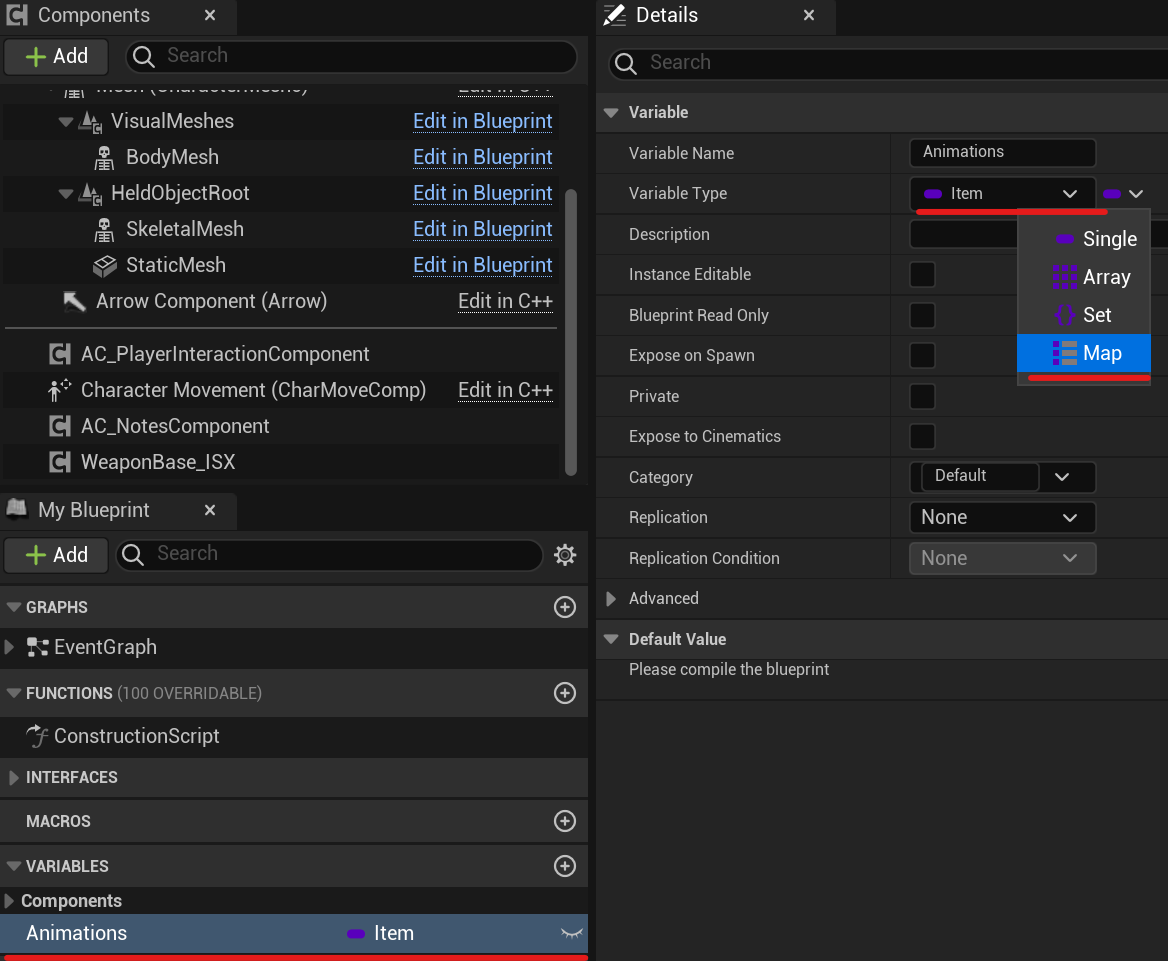 Components
Add
Search
Mesh (CharacterMesh0)
Edit in C++
VisualMeshes
Edit in Blueprint
BodyMesh
Edit in Blueprint
HeldObjectRoot
Edit in Blueprint
SkeletalMesh
Edit in Blueprint
StaticMesh
Edit in Blueprint
Arrow Component (Arrow)
Edit in C++
AC_PlayerInteractionComponent
Character Movement (CharMoveComp)
Edit in C++
AC_NotesComponent
WeaponBase_ISX
My Blueprint
Add
Search
GRAPHS
EventGraph
FUNCTIONS (100 OVERRIDABLE)
ConstructionScript
INTERFACES
MACROS
VARIABLES
Components
Animations
Item
Details
Search
Variable
Variable Name
Animations
Variable Type
Item
Single
Array
Set
Map
Description
Instance Editable
Blueprint Read Only
Expose on Spawn
Private
Expose to Cinematics
Category
Default
Replication
None
Replication Condition
None
Advanced
Default Value
Please compile the blueprint